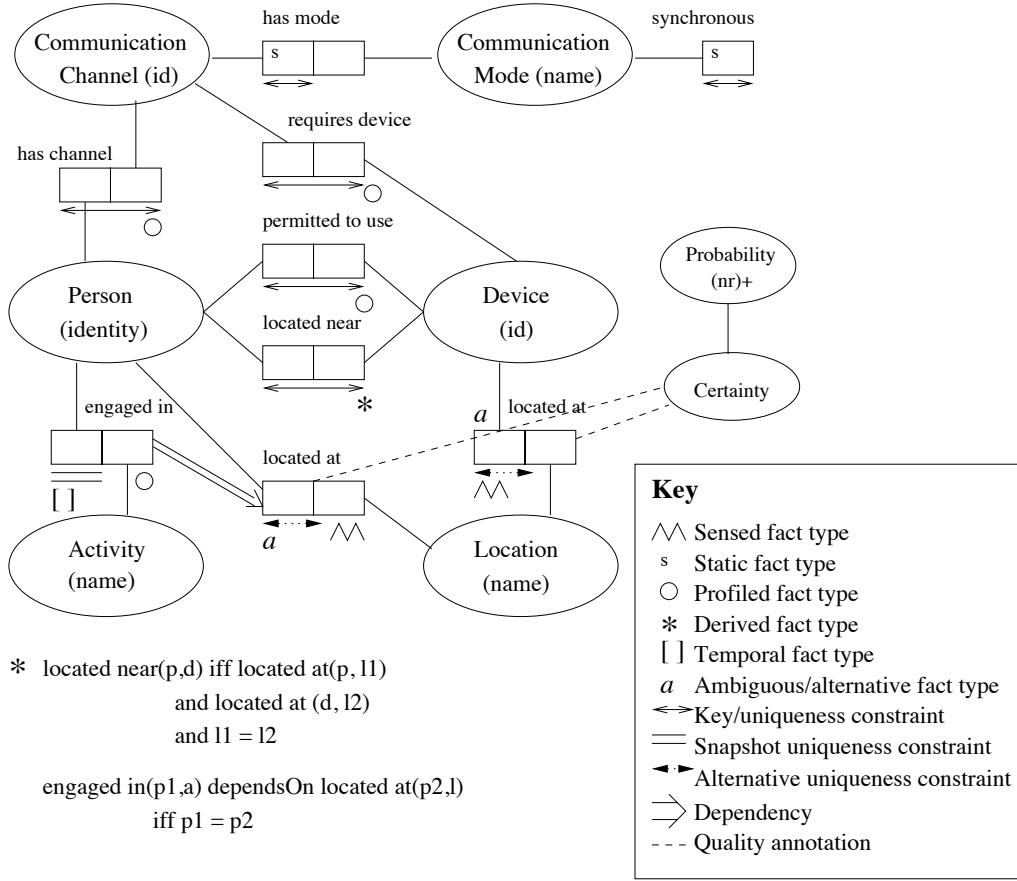 has mode
synchronous
Communication
Channel (id)
s
Communication
Mode (name)
s
requires device
has channel
permitted to use
Probability
(nr)+
Person
(identity)
Device
(id)
located near
*
Certainty
engaged in
a
located at
located at
[ ]
a
Activity
(name)
Location
(name)
Key
Sensed fact type
s Static fact type
Profiled fact type
* Derived fact type
[ ] Temporal fact type
a Ambiguous/alternative fact type
Key/uniqueness constraint
Snapshot uniqueness constraint
Alternative uniqueness constraint
Dependency
Quality annotation
* located near(p,d) iff located at(p, l1)
and located at (d, l2)
and l1 = l2
engaged in(p1,a) dependsOn located at(p2,l)
iff p1 = p2